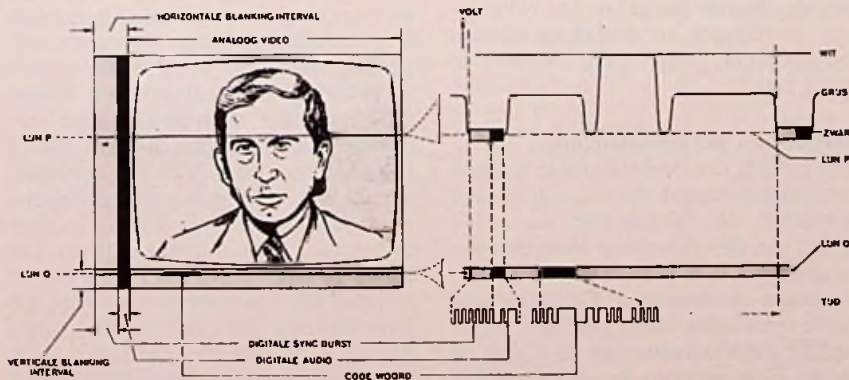 HORIZONTALE BLANKING INTERVAL
ANALOOG VIDEO
VOLT
WIT
GRIJS
ZWART
LIJN P
LIJN P
LIJN Q
LIJN Q
TIJD
DIGITALE SYNC BURST
DIGITALE AUDIO
CODE WOORD
VERTICALE BLANKING
INTERVAL